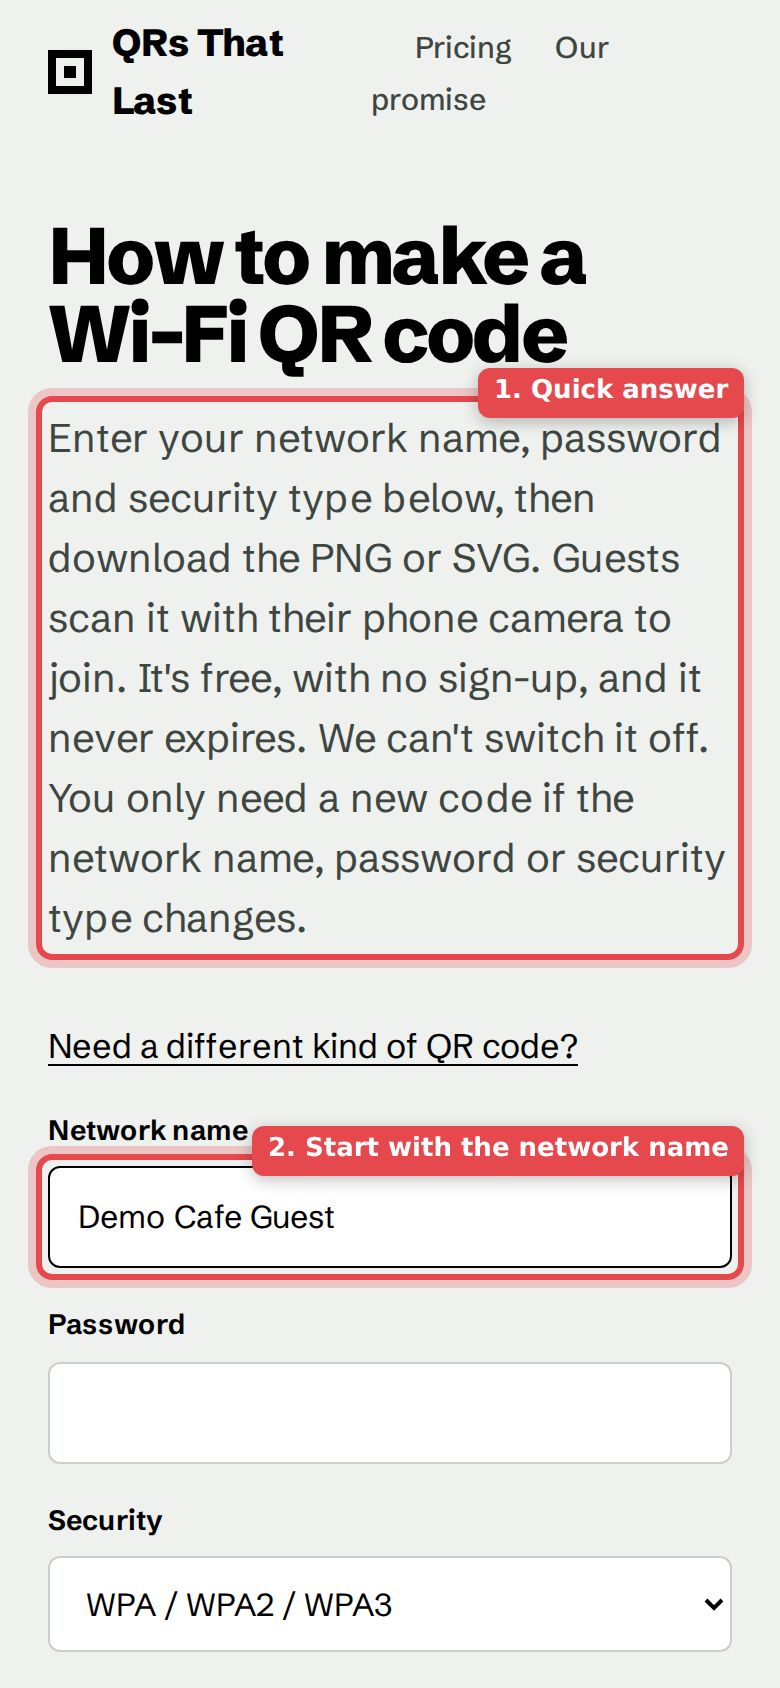 QRs That
Last
Pricing Our
promise
How to make a
Wi-Fi QR code
1. Quick answer
Enter your network name, password
and security type below, then
download the PNG or SVG. Guests
scan it with their phone camera to
join. It's free, with no sign-up, and it
never expires. We can't switch it off.
You only need a new code if the
network name, password or security
type changes.
Need a different kind of QR code?
Network name
2. Start with the network name
Demo Cafe Guest
Password
Security
WPA / WPA2 / WPA3